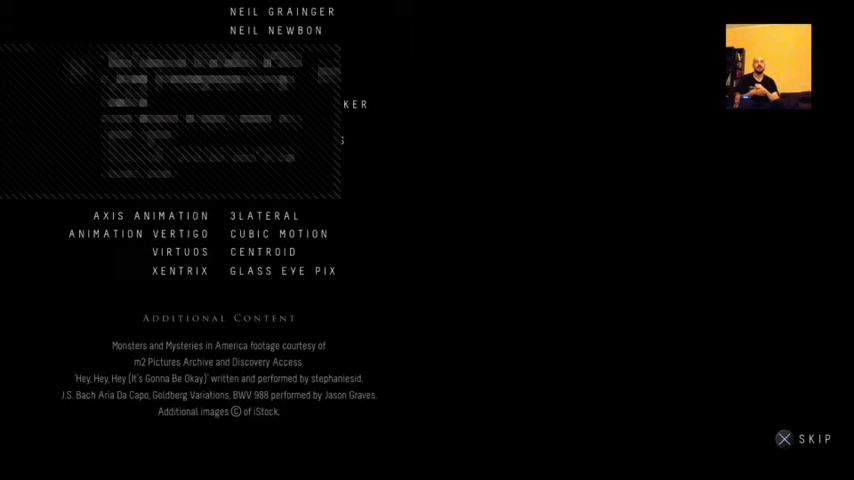 NEIL GRAINGER
NEIL NEWBON
KER
AXIS ANIMATION 3LATERAL
ANIMATION VERTIGO CUBIC MOTION
VIRTUOS CENTROID
XENTRIX GLASS EYE PIX
ADDITIONAL CONTENT
Monsters and Mysteries in America footage courtesy of
m2 Pictures Archive and Discovery Access.
'Hey, Hey, Hey (It's Gonna Be Okay)' written and performed by stephaniesid.
J.S. Bach Aria Da Capo, Goldberg Variations, BWV 988 performed by Jason Graves.
Additional images © of iStock.
SKIP